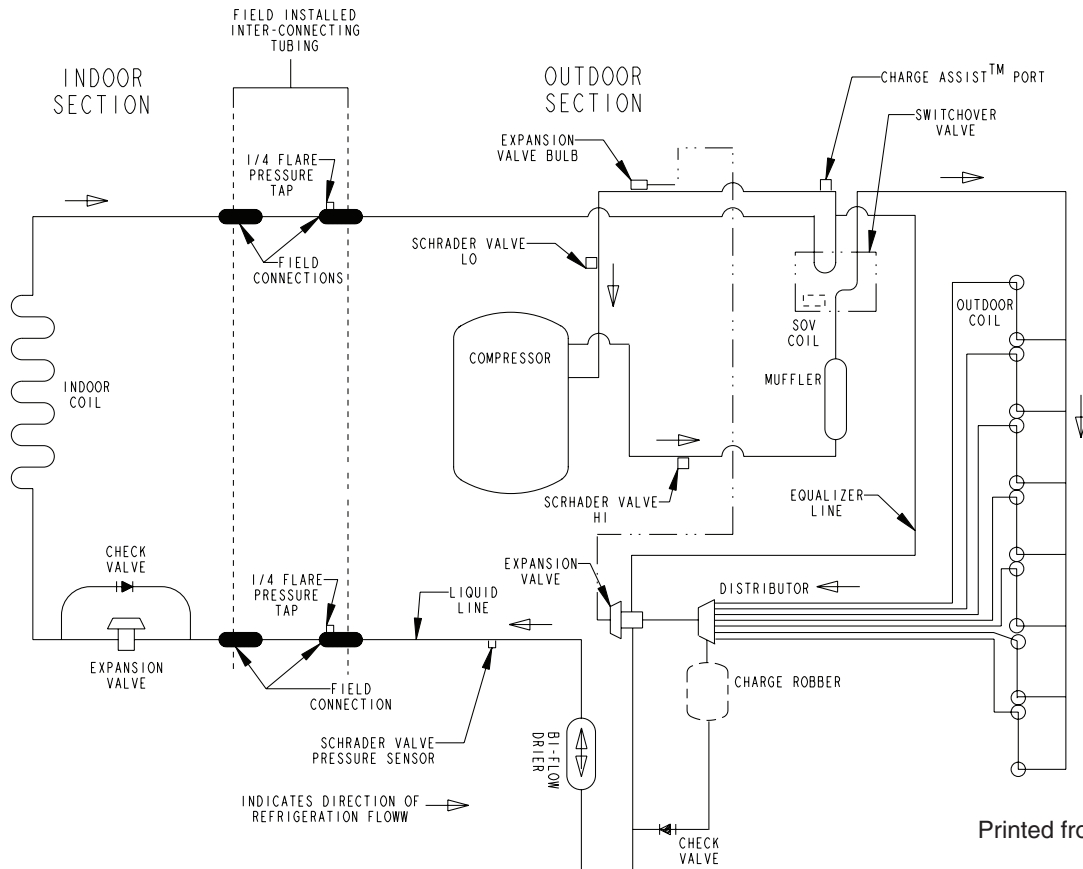 FIELD INSTALLED
INTER-CONNECTING
TUBING
INDOOR
SECTION
OUTDOOR
SECTION
CHARGE ASSIST™ PORT
SWITCHOVER
VALVE
EXPANSION
VALVE BULB
1/4 FLARE
PRESSURE
TAP
SCHRADER VALVE
LO
FIELD
CONNECTIONS
SOV
COIL
OUTDOOR
COIL
COMPRESSOR
MUFFLER
INDOOR
COIL
SCRHADER VALVE
HI
EQUALIZER
LINE
CHECK
VALVE
1/4 FLARE
PRESSURE
TAP
LIQUID
LINE
EXPANSION
VALVE
DISTRIBUTOR
EXPANSION
VALVE
FIELD
CONNECTION
CHARGE ROBBER
SCHRADER VALVE
PRESSURE SENSOR
BI-FLOW
DRIER
INDICATES DIRECTION OF
REFRIGERATION FLOWW
CHECK
VALVE
Printed fro